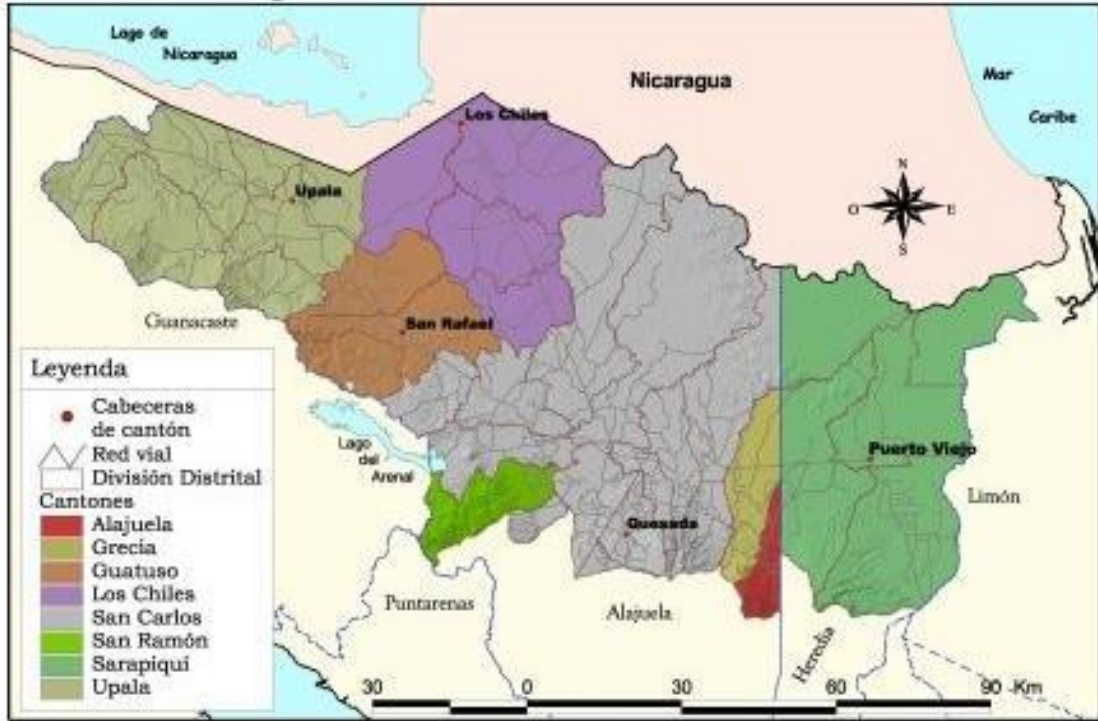 Lago de
Nicaragua
Nicaragua
Mar
Caribe
Los Chiles
N
O
E
S
Upala
Guanacaste
San Rafael
Leyenda
Cabeceras
de cantón
Red vial
División Distrital
Cantones
Alajuela
Grecia
Guatuso
Los Chiles
San Carlos
San Ramón
Sarapiquí
Upala
Lago
del
Arenal
Puerto Viejo
Limón
Quesada
Puntarenas
Alajuela
Heredia
30 0 30 60 90 -Km